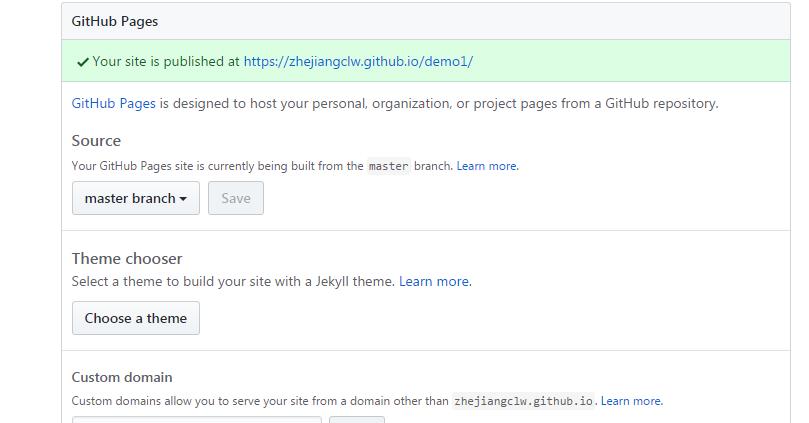 GitHub Pages
✓ Your site is published at https://zhejiangclw.github.io/demo1/
GitHub Pages is designed to host your personal, organization, or project pages from a GitHub repository.
Source
Your GitHub Pages site is currently being built from the master branch. Learn more.
master branch Save
Theme chooser
Select a theme to build your site with a Jekyll theme. Learn more.
Choose a theme
Custom domain
Custom domains allow you to serve your site from a domain other than zhejiangclw.github.io. Learn more.